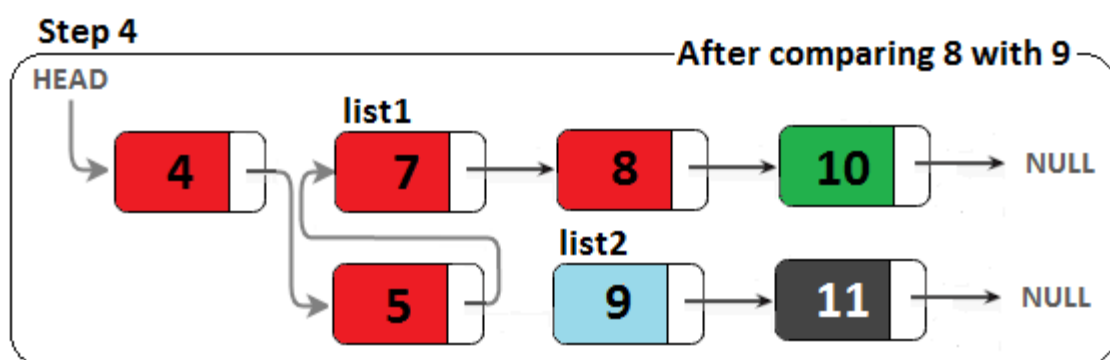 Step 4
After comparing 8 with 9
HEAD
list1
4 7 8 10 NULL
list2
5 9 11 NULL